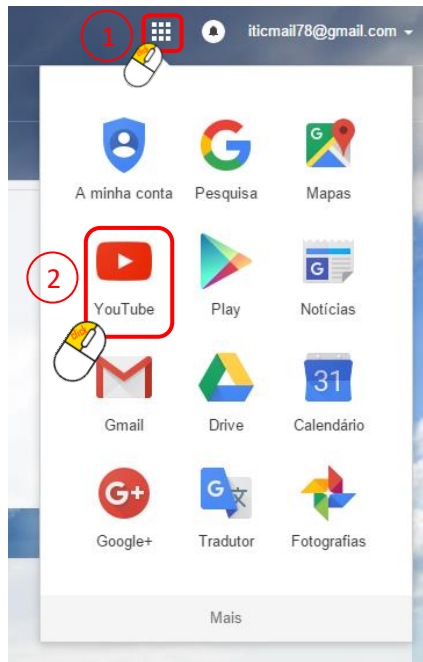 1 iticmail78@gmail.com
A minha conta Pesquisa Mapas
2
YouTube Play Notícias
click
31
Gmail Drive Calendário
G+
Google+ Tradutor Fotografias
Mais